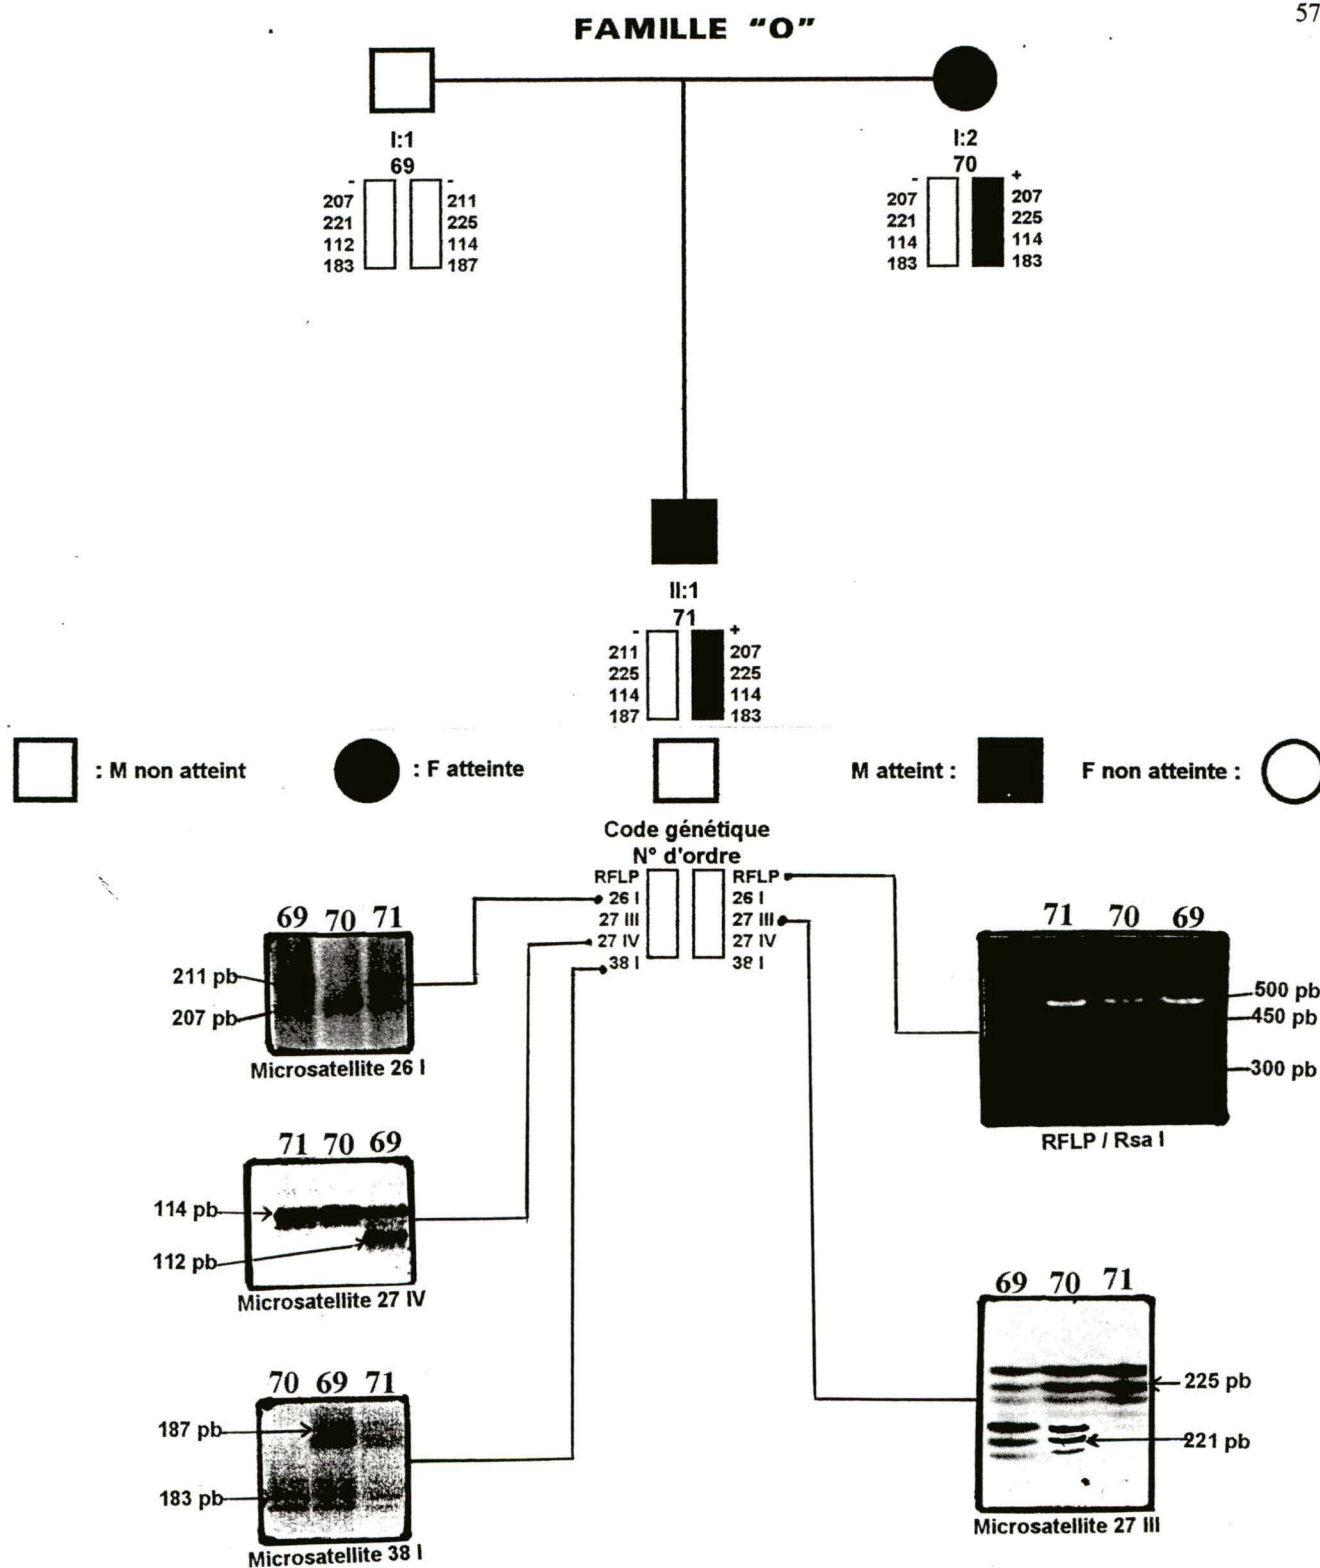 57
FAMILLE "O"
I:1
69
- -
207 211
221 225
112 114
183 187
I:2
70
- +
207 207
221 225
114 114
183 183
II:1
71
- +
211 207
225 225
114 114
187 183
: M non atteint
: F atteinte
M atteint :
F non atteinte :
Code génétique
N° d'ordre
RFLP RFLP
26 I 26 I
27 III 27 III
27 IV 27 IV
38 I 38 I
69 70 71
211 pb
207 pb
Microsatellite 26 I
71 70 69
114 pb
112 pb
Microsatellite 27 IV
70 69 71
187 pb
183 pb
Microsatellite 38 I
71 70 69
500 pb
450 pb
300 pb
RFLP / Rsa I
69 70 71
225 pb
221 pb
Microsatellite 27 III